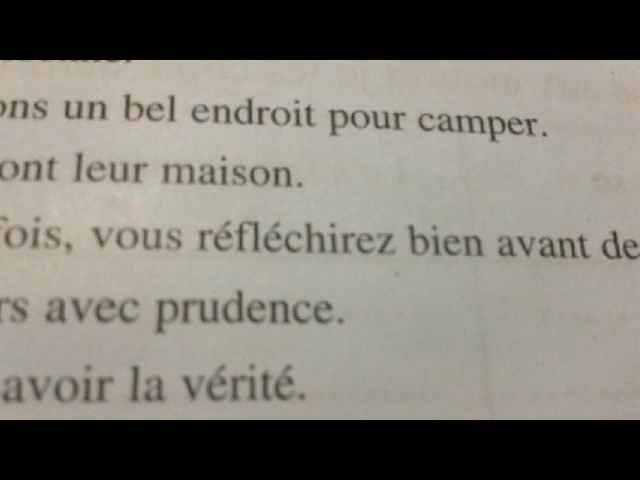 ons un bel endroit pour camper.
ont leur maison.
fois, vous réfléchirez bien avant de
rs avec prudence.
avoir la vérité.